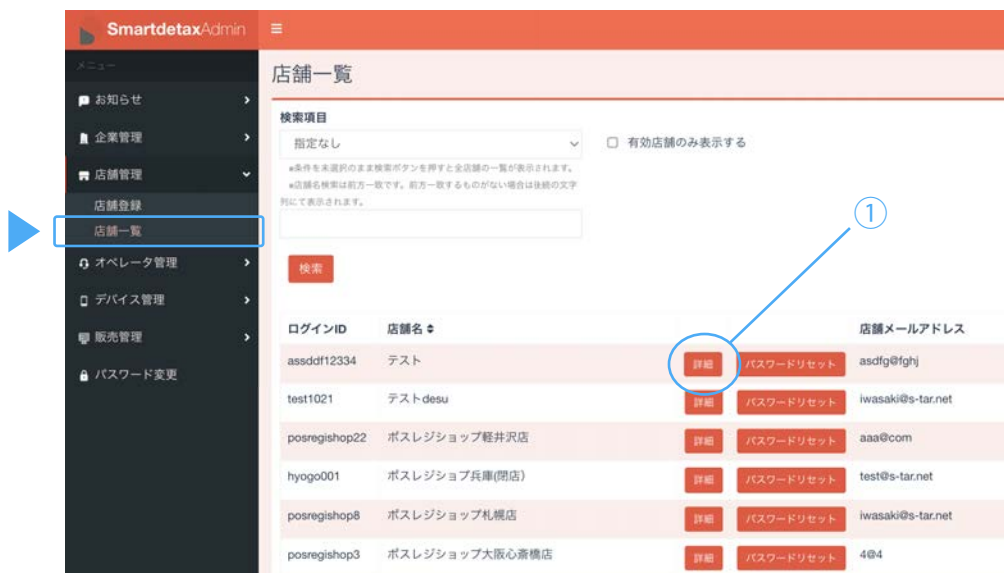 SmartdetaxAdmin
メニュー
お知らせ
企業管理
店舗管理
店舗登録
店舗一覧
オペレータ管理
デバイス管理
販売管理
パスワード変更
店舗一覧
検索項目
指定なし
有効店舗のみ表示する
※条件を未選択のまま検索ボタンを押すと全店舗の一覧が表示されます。
※店舗名検索は前方一致です。前方一致するものがない場合は後続の文字
列にて表示されます。
検索
①
ログインID 店舗名 店舗メールアドレス
assddf12334 テスト 詳細 パスワードリセット asdfg@fghj
test1021 テストdesu 詳細 パスワードリセット iwasaki@s-tar.net
posregishop22 ポスレジショップ軽井沢店 詳細 パスワードリセット aaa@com
hyogo001 ポスレジショプ兵庫(閉店） 詳細 パスワードリセット test@s-tar.net
posregishop8 ポスレジショップ札幌店 詳細 パスワードリセット iwasaki@s-tar.net
posregishop3 ポスレジショップ大阪心斎橋店 詳細 パスワードリセット 4@4